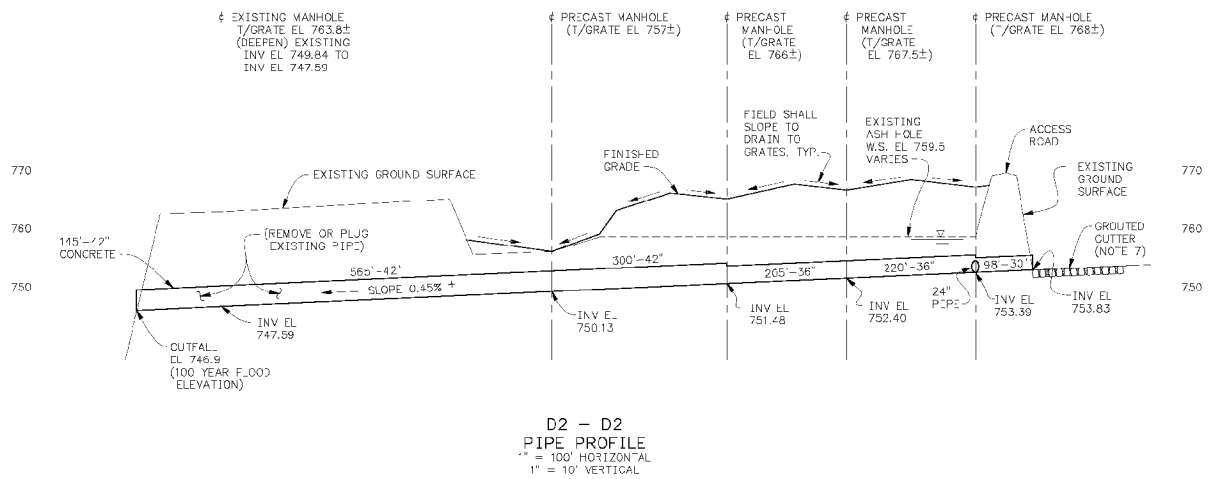 ℄ EXISTING MANHOLE
T/GRATE EL 763.8±
(DEEPEN) EXISTING
INV EL 749.84 TO
INV EL 747.59
℄ PRECAST MANHOLE
(T/GRATE EL 757±)
℄ PRECAST
MANHOLE
(T/GRATE
EL 766±)
℄ PRECAST
MANHOLE
(T/GRATE
EL 767.5±)
℄ PRECAST MANHOLE
(T/GRATE EL 768±)
FIELD SHALL
SLOPE TO
DRAIN TO
GRATES, TYP.
EXISTING
ASH HOLE
W.S. EL 759.5
VARIES
ACCESS
ROAD
FINISHED
GRADE
770
EXISTING GROUND SURFACE
EXISTING
GROUND
SURFACE
770
760
145'-42"
CONCRETE
(REMOVE OR PLUG
EXISTING PIPE)
GROUTED
GUTTER
(NOTE 7)
760
565'-42'
300'-42"
205'-36"
220'-36"
98'-30"
750
SLOPE 0.45% +
24"
PIPE
750
INV EL
747.59
INV EL
750.13
INV EL
751.48
INV EL
752.40
INV EL
753.39
INV EL
753.83
OUTFALL
EL 746.9
(100 YEAR FLOOD
ELEVATION)
D2 - D2
PIPE PROFILE
1" = 100' HORIZONTAL
1" = 10' VERTICAL